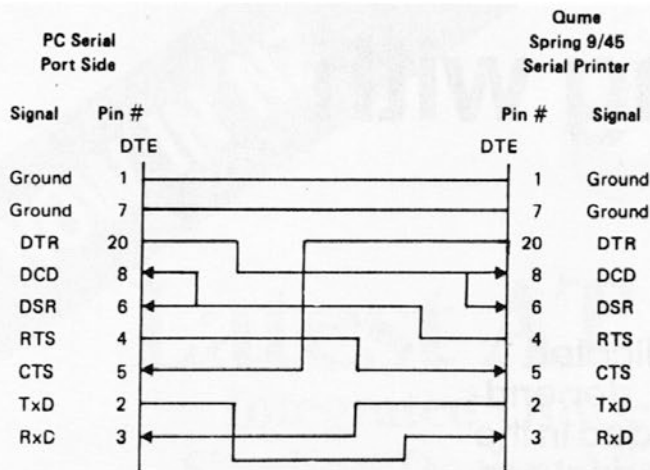 PC Serial
Port Side
Qume
Spring 9/45
Serial Printer
Signal Pin # Pin # Signal
DTE DTE
Ground 1 1 Ground
Ground 7 7 Ground
DTR 20 20 DTR
DCD 8 8 DCD
DSR 6 6 DSR
RTS 4 4 RTS
CTS 5 5 CTS
TxD 2 2 TxD
RxD 3 3 RxD